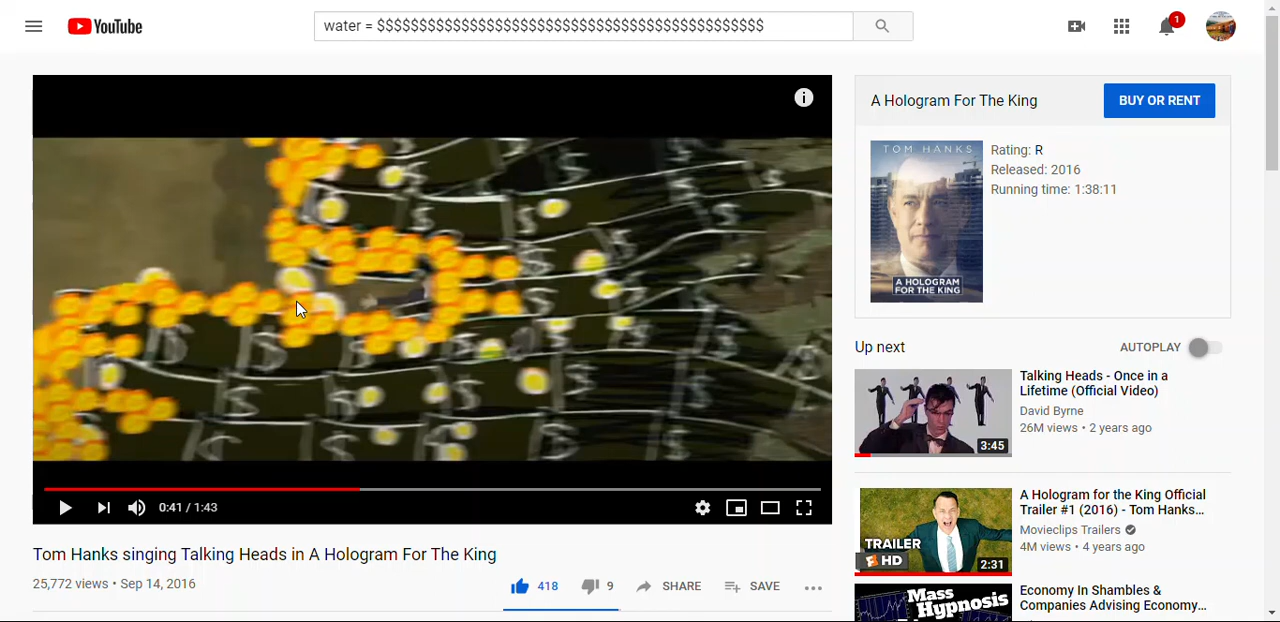 YouTube
water = $$$$$$$$$$$$$$$$$$$$$$$$$$$$$$$$$$$$$$$$$$$$$$
1
i
$ $ $ $ $
0:41 / 1:43
Tom Hanks singing Talking Heads in A Hologram For The King
25,772 views • Sep 14, 2016
418
9
SHARE
SAVE
A Hologram For The King
BUY OR RENT
TOM HANKS
A HOLOGRAM
FOR THE KING
Rating: R
Released: 2016
Running time: 1:38:11
Up next
AUTOPLAY
3:45
Talking Heads - Once in a
Lifetime (Official Video)
David Byrne
26M views • 2 years ago
TRAILER
HD
2:31
A Hologram for the King Official
Trailer #1 (2016) - Tom Hanks...
Movieclips Trailers
4M views • 4 years ago
Mass
Hypnosis
Economy In Shambles &
Companies Advising Economy...